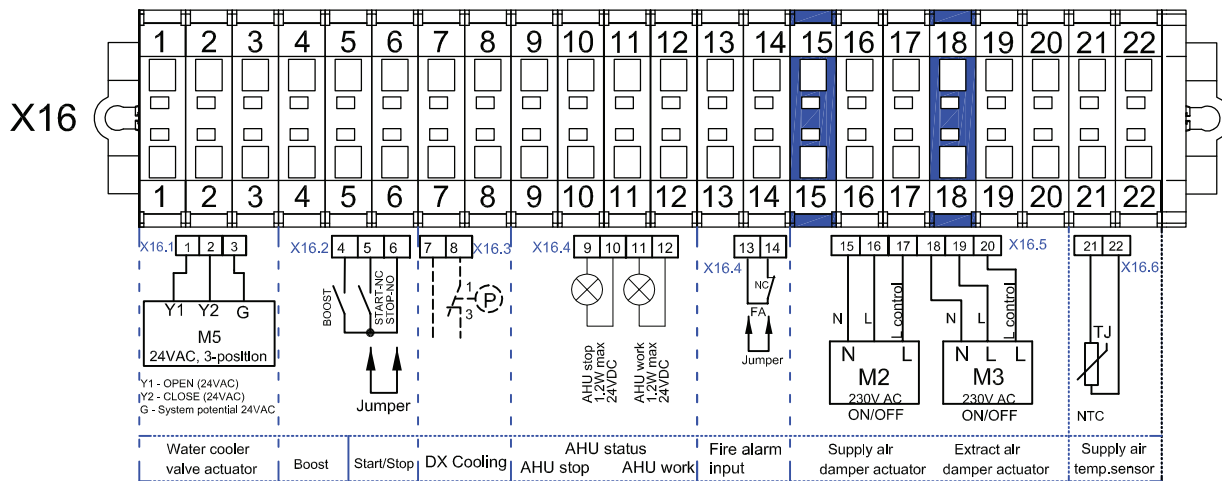 1 2 3 4 5 6 7 8 9 10 11 12 13 14 15 16 17 18 19 20 21 22
X16
1 2 3 4 5 6 7 8 9 10 11 12 13 14 15 16 17 18 19 20 21 22
X16.1 1 2 3
X16.2 4 5 6
7 8 X16.3
X16.4 9 10 11 12
13 14
X16.4
15 16 17 18 19 20 X16.5
21 22
X16.6
Y1 Y2 G
M5
24VAC, 3-position
Y1 - OPEN (24VAC)
Y2 - CLOSE (24VAC)
G - System potential 24VAC
BOOST
START-NC
STOP-NO
Jumper
1
P
3
AHU stop
1.2W max
24VDC
AHU work
1.2W max
24VDC
NC
FA
Jumper
N L L control
N L
M2
230V AC
ON/OFF
N L L control
N L L
M3
230V AC
ON/OFF
TJ
NTC
Water cooler
valve actuator
Boost
Start/Stop
DX Cooling
AHU status
AHU stop AHU work
Fire alarm
input
Supply air
damper actuator
Extract air
damper actuator
Supply air
temp.sensor